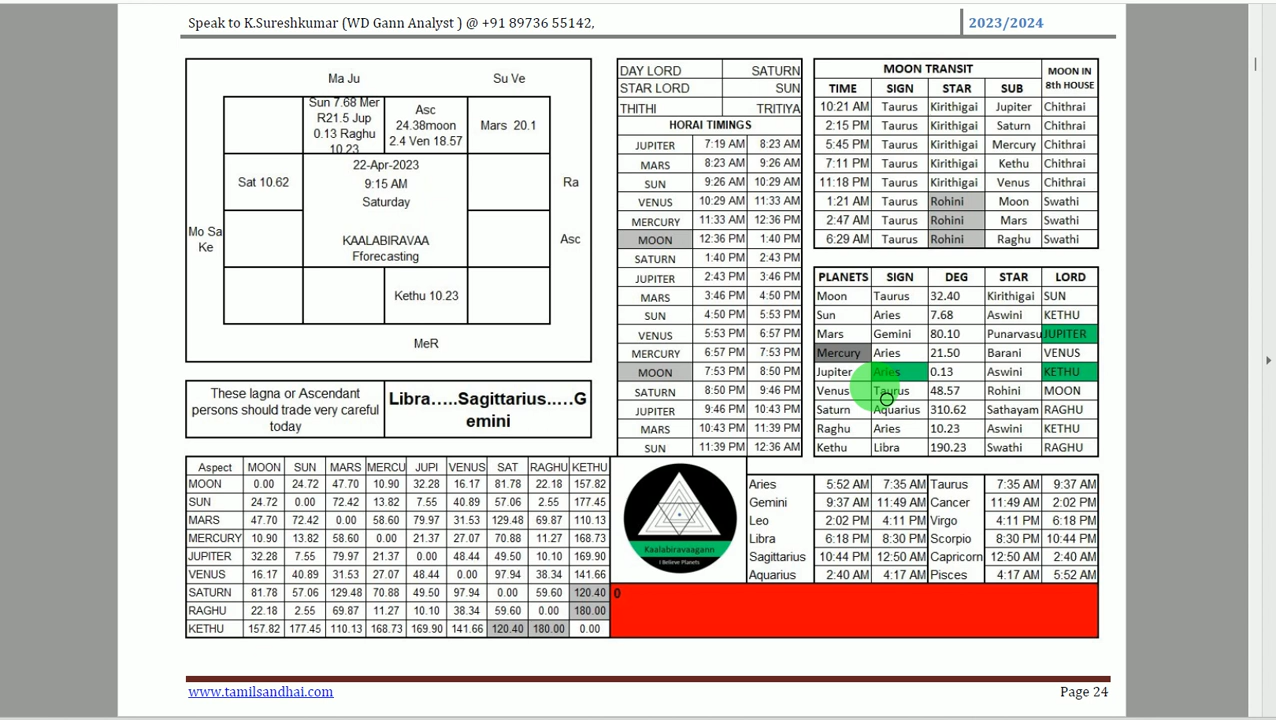 Speak to K.Sureshkumar (WD Gann Analyst ) @ +91 89736 55142,
2023/2024
Ma Ju
Su Ve
Sun 7.68 Mer
R21.5 Jup
0.13 Raghu
10.23
Asc
24.38moon
2.4 Ven 18.57
Mars 20.1
Sat 10.62
22-Apr-2023
9:15 AM
Saturday
KAALABIRAVAA
Fforecasting
Ra
Mo Sa
Ke
Asc
Kethu 10.23
MeR
These lagna or Ascendant
persons should trade very careful
today
Libra.....Sagittarius.....G
emini
DAY LORD SATURN
STAR LORD SUN
THITHI TRITIYA
HORAI TIMINGS
JUPITER 7:19 AM 8:23 AM
MARS 8:23 AM 9:26 AM
SUN 9:26 AM 10:29 AM
VENUS 10:29 AM 11:33 AM
MERCURY 11:33 AM 12:36 PM
MOON 12:36 PM 1:40 PM
SATURN 1:40 PM 2:43 PM
JUPITER 2:43 PM 3:46 PM
MARS 3:46 PM 4:50 PM
SUN 4:50 PM 5:53 PM
VENUS 5:53 PM 6:57 PM
MERCURY 6:57 PM 7:53 PM
MOON 7:53 PM 8:50 PM
SATURN 8:50 PM 9:46 PM
JUPITER 9:46 PM 10:43 PM
MARS 10:43 PM 11:39 PM
SUN 11:39 PM 12:36 AM
MOON TRANSIT
MOON IN
8th HOUSE
TIME SIGN STAR SUB
10:21 AM Taurus Kirithigai Jupiter Chithrai
2:15 PM Taurus Kirithigai Saturn Chithrai
5:45 PM Taurus Kirithigai Mercury Chithrai
7:11 PM Taurus Kirithigai Kethu Chithrai
11:18 PM Taurus Kirithigai Venus Chithrai
1:21 AM Taurus Rohini Moon Swathi
2:47 AM Taurus Rohini Mars Swathi
6:29 AM Taurus Rohini Raghu Swathi
PLANETS SIGN DEG STAR LORD
Moon Taurus 32.40 Kirithigai SUN
Sun Aries 7.68 Aswini KETHU
Mars Gemini 80.10 Punarvasu JUPITER
Mercury Aries 21.50 Barani VENUS
Jupiter Aries 0.13 Aswini KETHU
Venus Taurus 48.57 Rohini MOON
Saturn Aquarius 310.62 Sathayam RAGHU
Raghu Aries 10.23 Aswini KETHU
Kethu Libra 190.23 Swathi RAGHU
Aspect MOON SUN MARS MERCU JUPI VENUS SAT RAGHU KETHU
MOON 0.00 24.72 47.70 10.90 32.28 16.17 81.78 22.18 157.82
SUN 24.72 0.00 72.42 13.82 7.55 40.89 57.06 2.55 177.45
MARS 47.70 72.42 0.00 58.60 79.97 31.53 129.48 69.87 110.13
MERCURY 10.90 13.82 58.60 0.00 21.37 27.07 70.88 11.27 168.73
JUPITER 32.28 7.55 79.97 21.37 0.00 48.44 49.50 10.10 169.90
VENUS 16.17 40.89 31.53 27.07 48.44 0.00 97.94 38.34 141.66
SATURN 81.78 57.06 129.48 70.88 49.50 97.94 0.00 59.60 120.40
RAGHU 22.18 2.55 69.87 11.27 10.10 38.34 59.60 0.00 180.00
KETHU 157.82 177.45 110.13 168.73 169.90 141.66 120.40 180.00 0.00
Kaalabiravaagann
I Believe Planets
Aries 5:52 AM 7:35 AM Taurus 7:35 AM 9:37 AM
Gemini 9:37 AM 11:49 AM Cancer 11:49 AM 2:02 PM
Leo 2:02 PM 4:11 PM Virgo 4:11 PM 6:18 PM
Libra 6:18 PM 8:30 PM Scorpio 8:30 PM 10:44 PM
Sagittarius 10:44 PM 12:50 AM Capricorn 12:50 AM 2:40 AM
Aquarius 2:40 AM 4:17 AM Pisces 4:17 AM 5:52 AM
0
www.tamilsandhai.com
Page 24